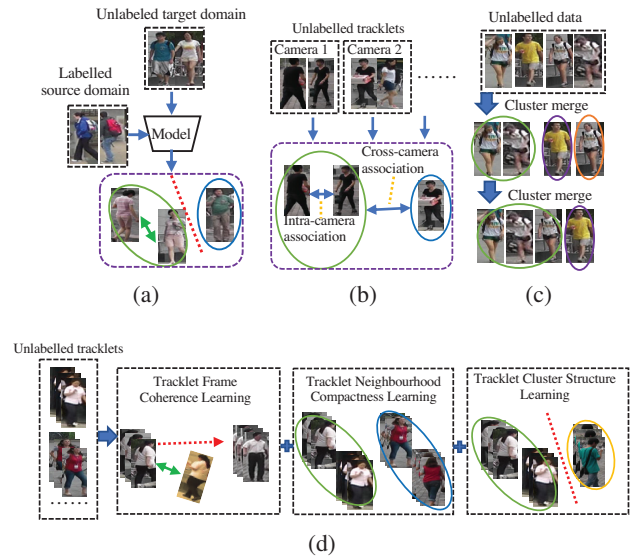 Unlabeled target domain
Labelled
source domain
Model
(a)
Unlabelled tracklets
Camera 1
Camera 2
......
Cross-camera
association
Intra-camera
association
(b)
Unlabelled data
Cluster merge
Cluster merge
(c)
Unlabelled tracklets
......
Tracklet Frame
Coherence Learning
Tracklet Neighbourhood
Compactness Learning
Tracklet Cluster Structure
Learning
(d)